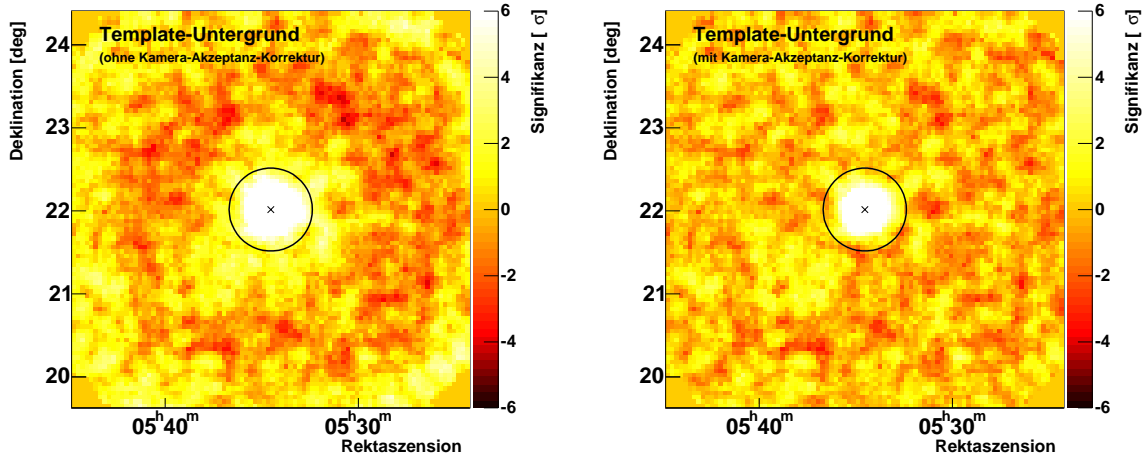 Template-Untergrund
(ohne Kamera-Akzeptanz-Korrektur)
Deklination [deg]
24
23
22
21
20
05h40m
05h30m
Rektaszension
6
4
2
0
-2
-4
-6
Signifikanz [ σ]
Template-Untergrund
(mit Kamera-Akzeptanz-Korrektur)
Deklination [deg]
24
23
22
21
20
05h40m
05h30m
Rektaszension
6
4
2
0
-2
-4
-6
Signifikanz [ σ]